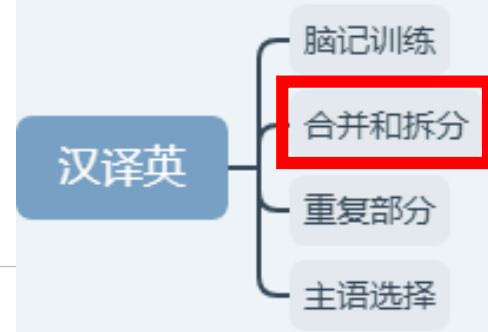 汉译英
脑记训练
合并和拆分
重复部分
主语选择